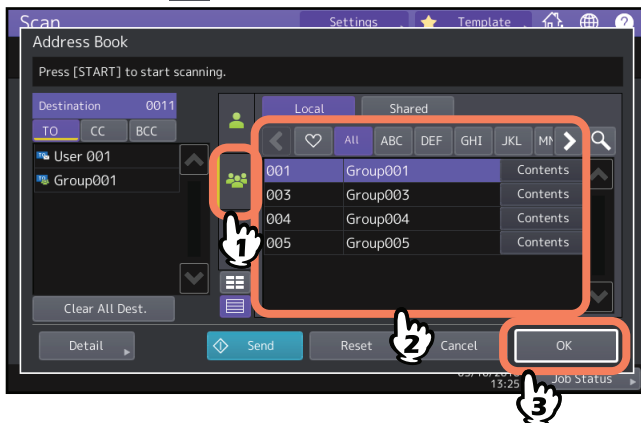 Scan Settings Template
Address Book
Press [START] to start scanning.
Destination 0011
TO CC BCC
User 001
Group001
Clear All Dest.
Local Shared
All ABC DEF GHI JKL
001 Group001 Contents
003 Group003 Contents
004 Group004 Contents
005 Group005 Contents
1
2
Detail Send Reset Cancel OK
13:25 Job Status
3